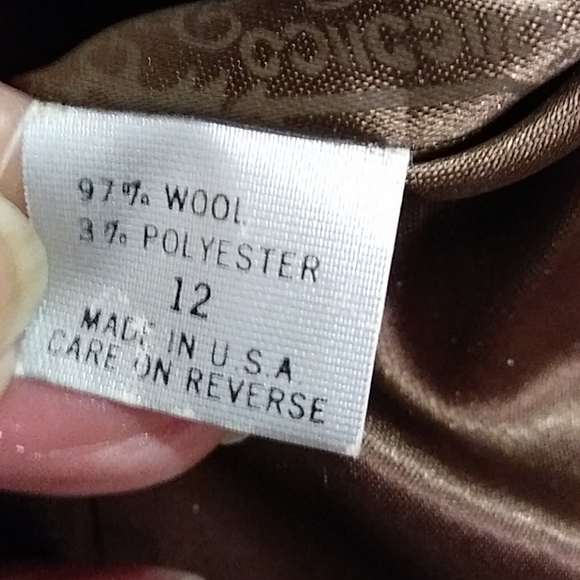 97% WOOL
3% POLYESTER
12
MADE IN U.S.A.
CARE ON REVERSE